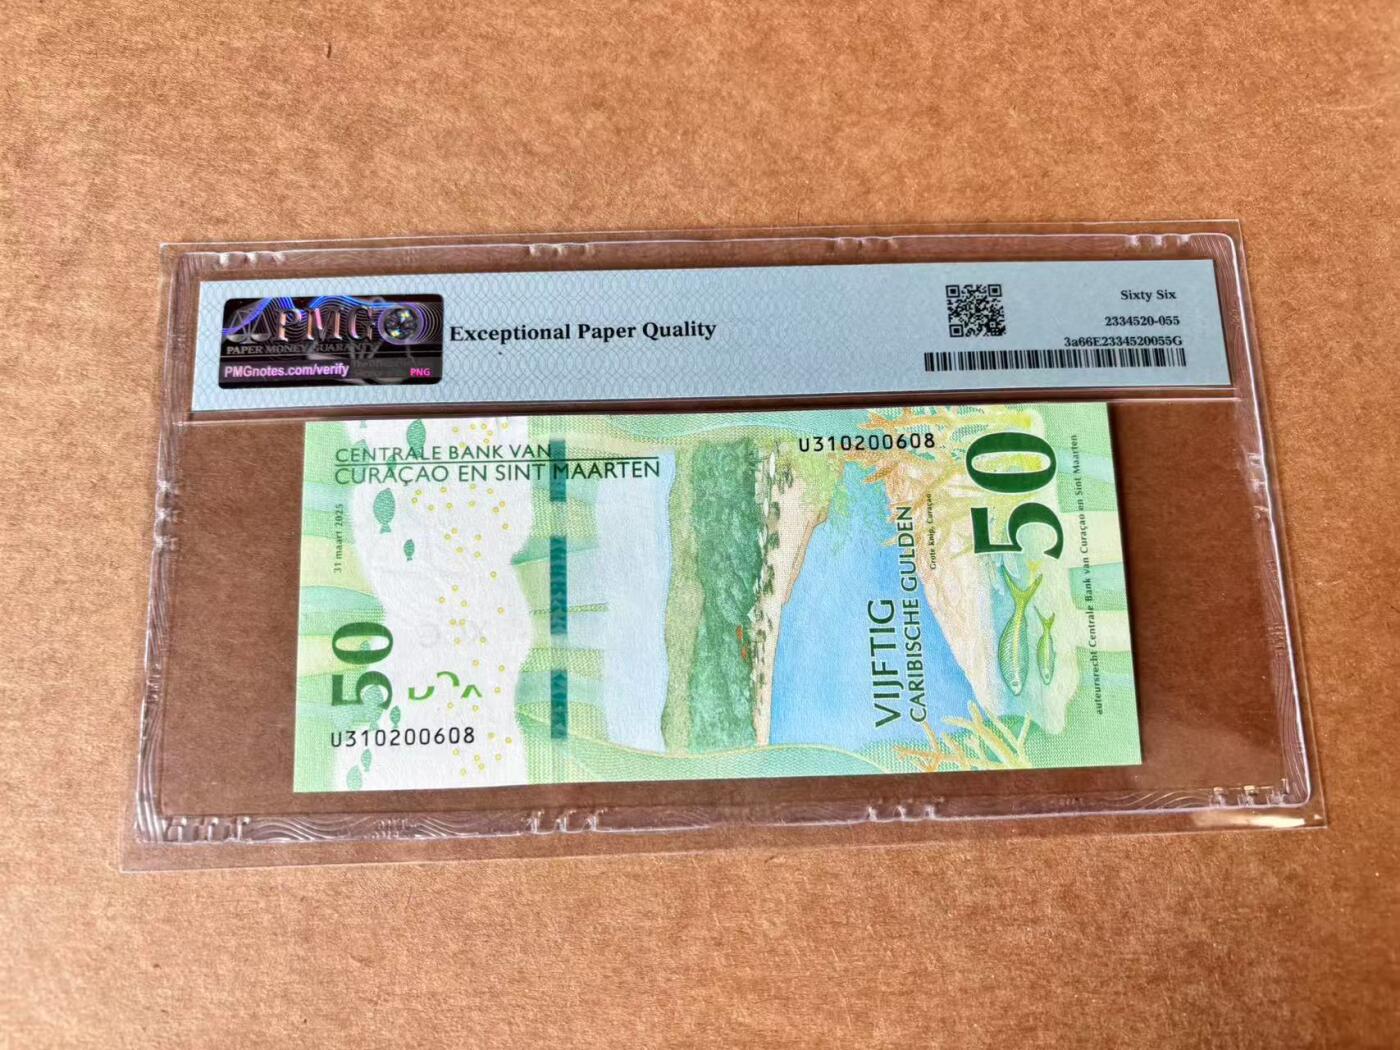 PMG
PAPER MONEY GUARANTY
PMGnotes.com/verify
PNG
Exceptional Paper Quality
Sixty Six
2334520-055
3a66E2334520055G
CENTRALE BANK VAN
CURAÇAO EN SINT MAARTEN
31 maart 2025
50
U310200608
U310200608
50
VIJFTIG
CARIBISCHE GULDEN
Grote Knip, Curaçao
auteursrecht Centrale Bank van Curaçao en Sint Maarten